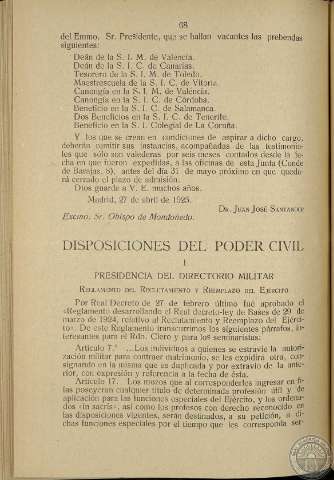 68
del Exmo. Sr. Presidente, que se hallan vacantes las prebendas
siguientes:
Deán de la S. I. M. de Valencia.
Deán de la S. I. C. de Canarias.
Tesorero de la S. I. M. de Toledo.
Maestrescuela de la S. I. C. de Vitoria.
Canongía en la S. I. M. de Valencia.
Canongía en la S. I. C. de Córdoba.
Beneficio en la S. I. C. de Salamanca.
Dos Beneficios en la S. I. C. de Tenerife.
Beneficio en la S. I. Colegial de La Coruña.
Y los que se crean en condiciones de aspirar a dicho cargo,
deberán remitir sus instancias, acompañadas de las testimonia-
les que sólo son valederas por seis meses contados desde la fe-
cha en que fueron expedidas, a las oficinas de esta Junta (Conde
de Barajas, 8), antes del día 31 de mayo próximo en que queda-
rá cerrado el plazo de admisión.
Dios guarde a V. E. muchos años.
Madrid, 27 de abril de 1925.
Dr. Juan José Santander
Excmo. Sr. Obispo de Mondoñedo.
DISPOSICIONES DEL PODER CIVIL
I
PRESIDENCIA DEL DIRECTORIO MILITAR
Reglamento del Reclutamiento y Reemplazo del Ejército
Por Real Decreto de 27 de febrero último fué aprobado el
«Reglamento desarrollando el Real decreto-ley de Bases de 29 de
marzo de 1924, relativo al Reclutamiento y Reemplazo del Ejérci-
to». De este Reglamento transcribimos los siguientes párrafos, in-
teresantes para el Rdo. Clero y para los seminaristas.
Artículo 7.º ...Los individuos a quienes se extravíe la autori-
zación militar para contraer matrimonio, se les expedirá otra, con-
signando en la misma que es duplicada y por extravío de la ante-
rior, con expresión y referencia a la fecha de ésta.
Artículo 17. Los mozos que al corresponderles ingresar en fi-
las poseyeran cualquier título de determinada profesión útil y de
aplicación para las funciones especiales del Ejército, y los ordena-
dos «in sacris», así como los profesos con derecho reconocido en
las disposiciones vigentes, serán destinados, a su petición, a di-
chas funciones especiales por el tiempo que les corresponda ser-